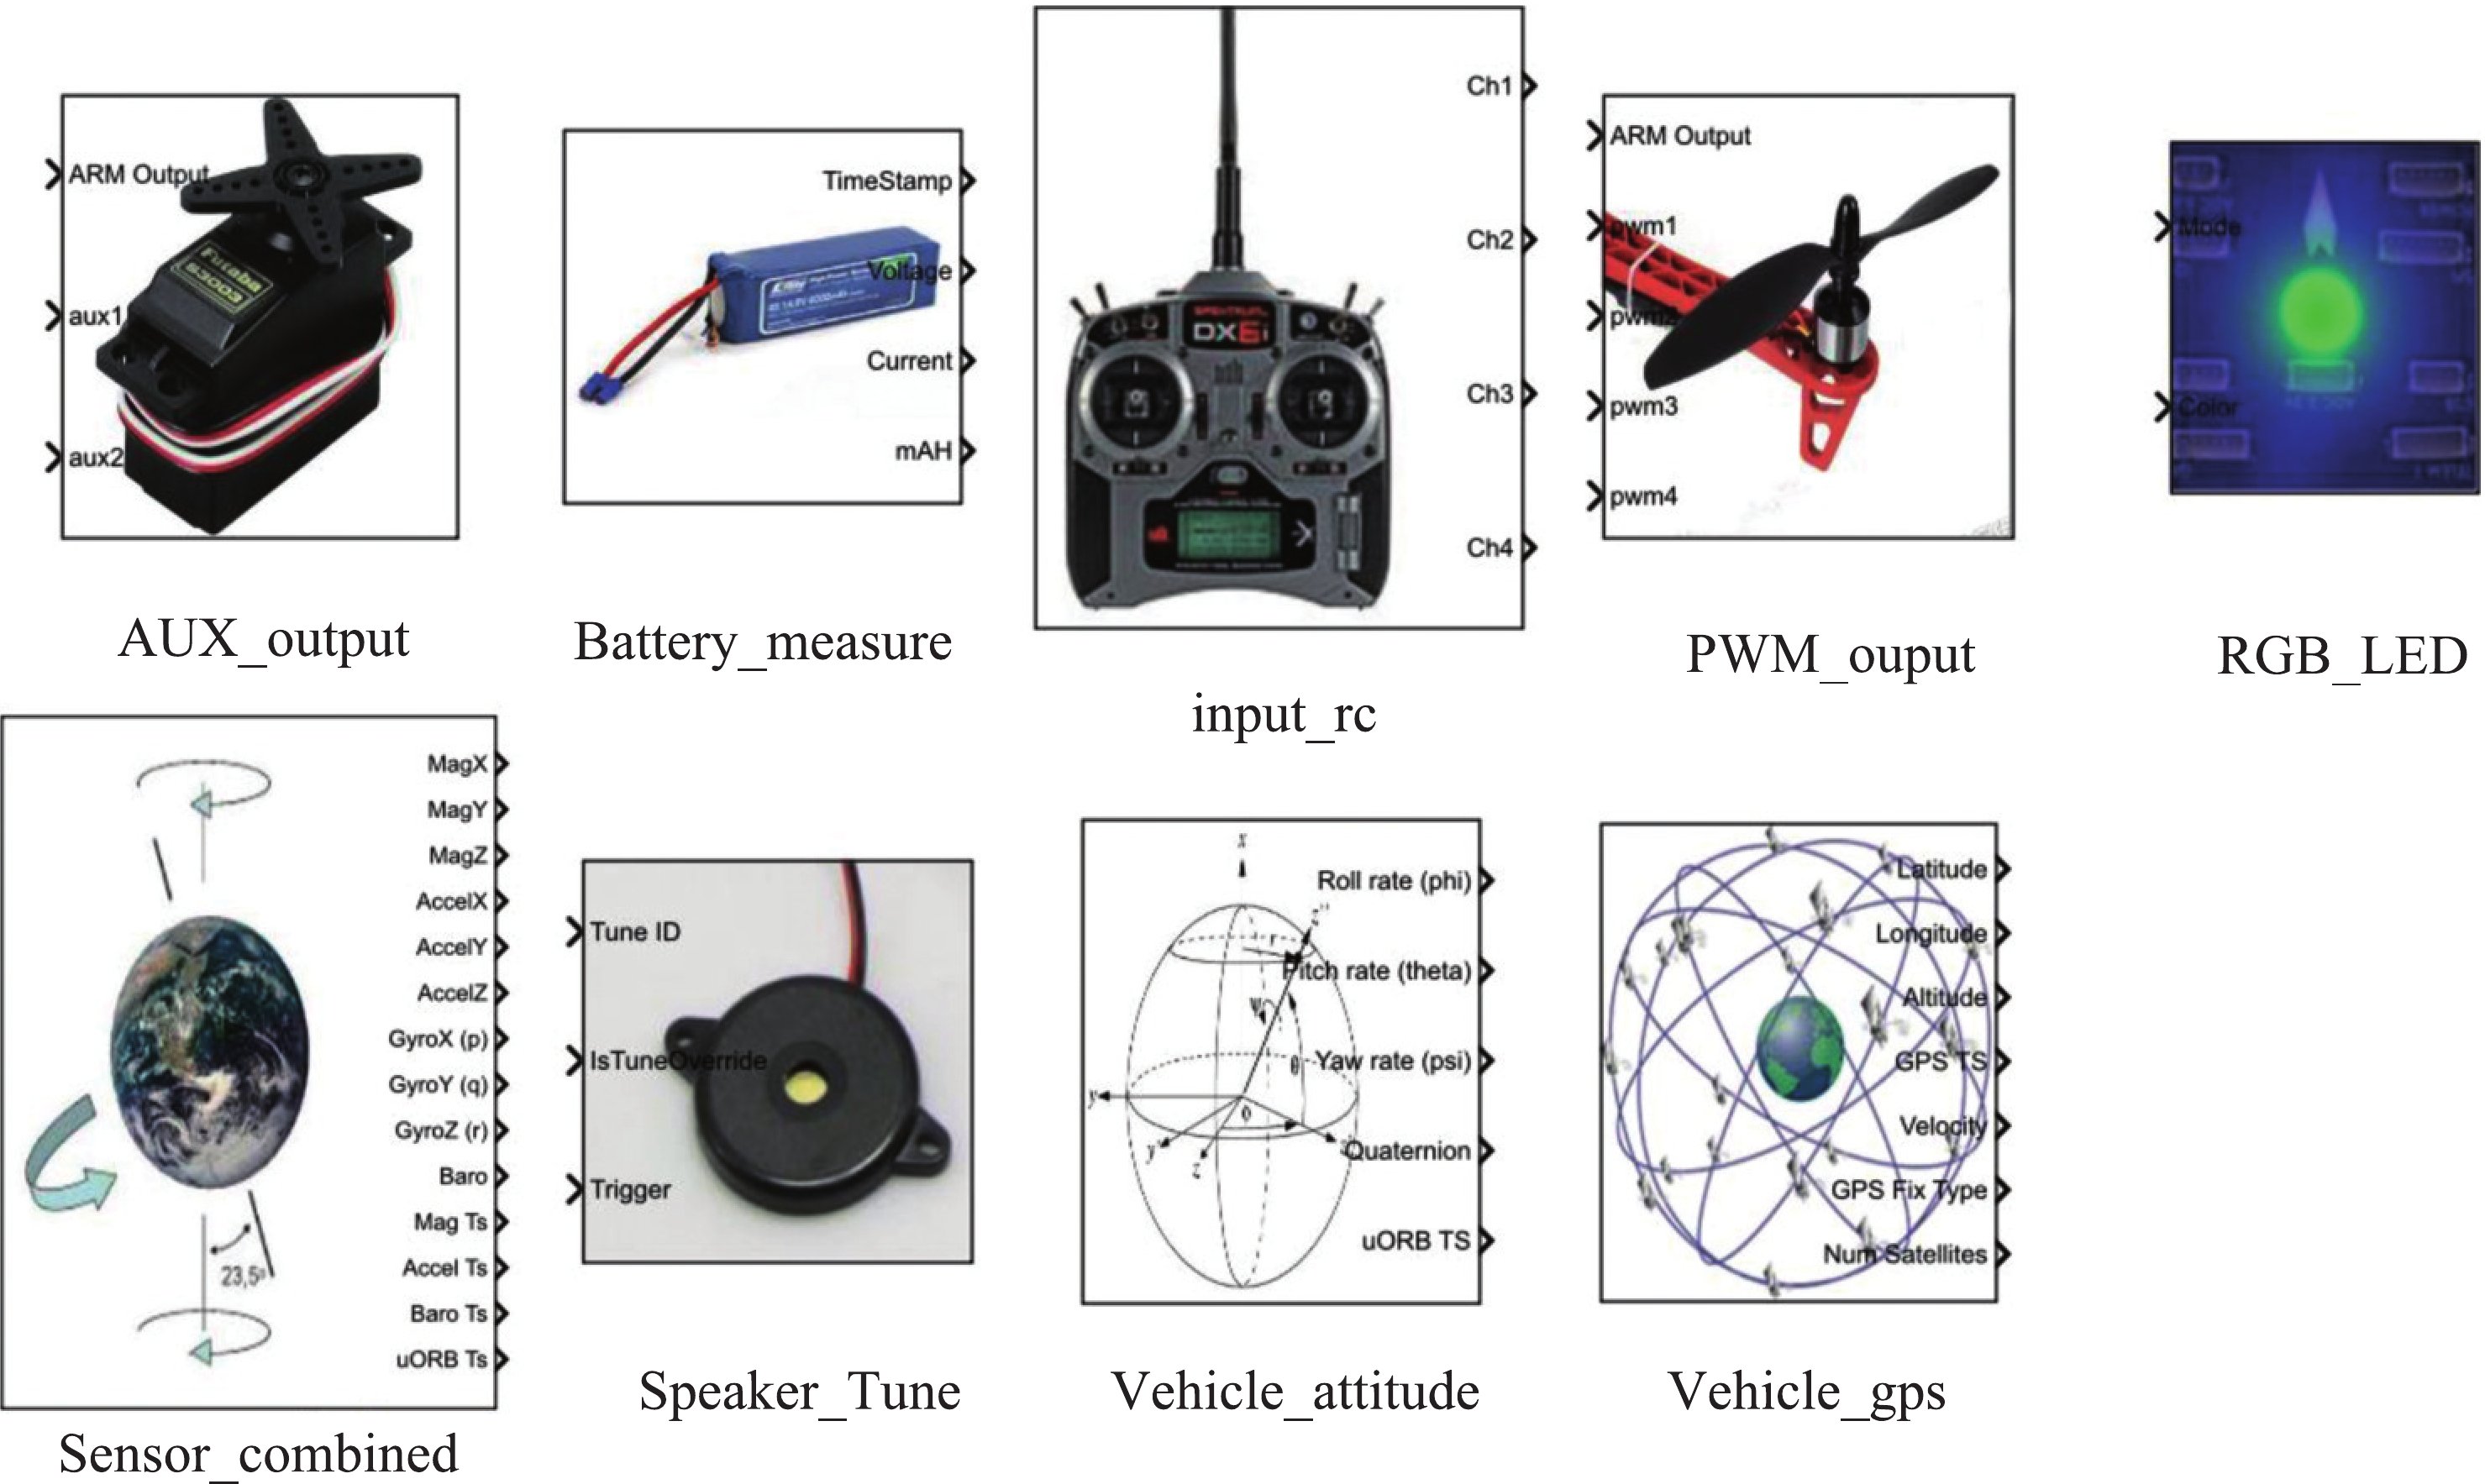 ARM Output
aux1
aux2
Futaba
S3003
AUX_output
TimeStamp
Voltage
Current
mAH
Battery_measure
Ch1
Ch2
Ch3
Ch4
DX6i
input_rc
ARM Output
pwm1
pwm2
pwm3
pwm4
PWM_ouput
Mode
Color
RGB_LED
MagX
MagY
MagZ
AccelX
AccelY
AccelZ
GyroX (p)
GyroY (q)
GyroZ (r)
Baro
Mag Ts
Accel Ts
Baro Ts
uORB Ts
23,5º
Sensor_combined
Tune ID
IsTuneOverride
Trigger
Speaker_Tune
x
z''
r
Ψ
θ
ϕ
y
y'
z
Roll rate (phi)
Pitch rate (theta)
Yaw rate (psi)
Quaternion
uORB TS
Vehicle_attitude
Latitude
Longitude
Altitude
GPS TS
Velocity
GPS Fix Type
Num Satellites
Vehicle_gps